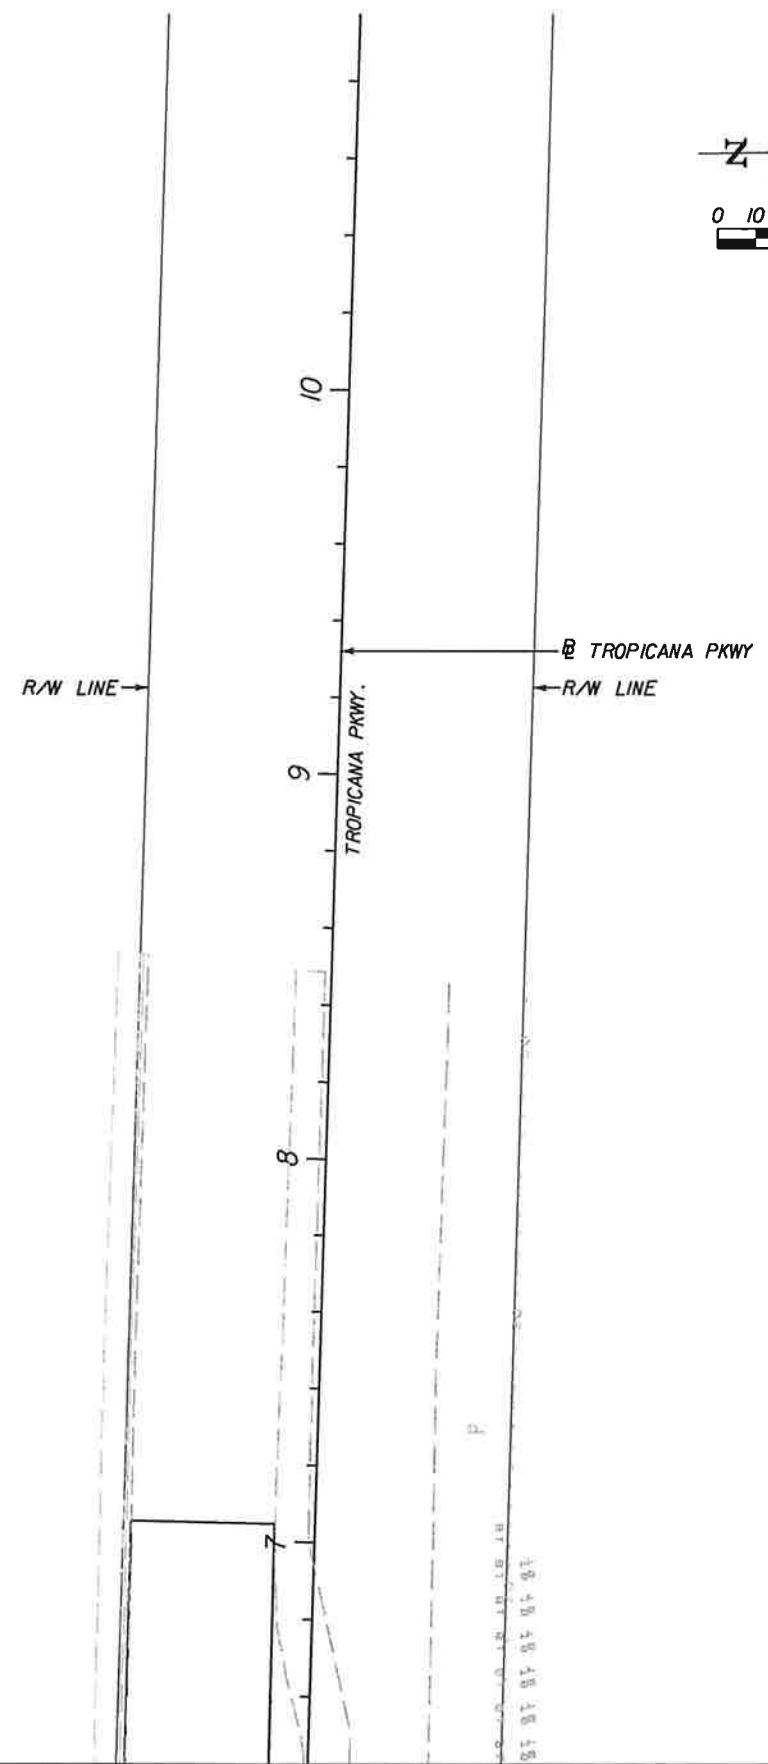 N
0 10
10
℄ TROPICANA PKWY
R/W LINE
R/W LINE
TROPICANA PKWY.
9
8
7